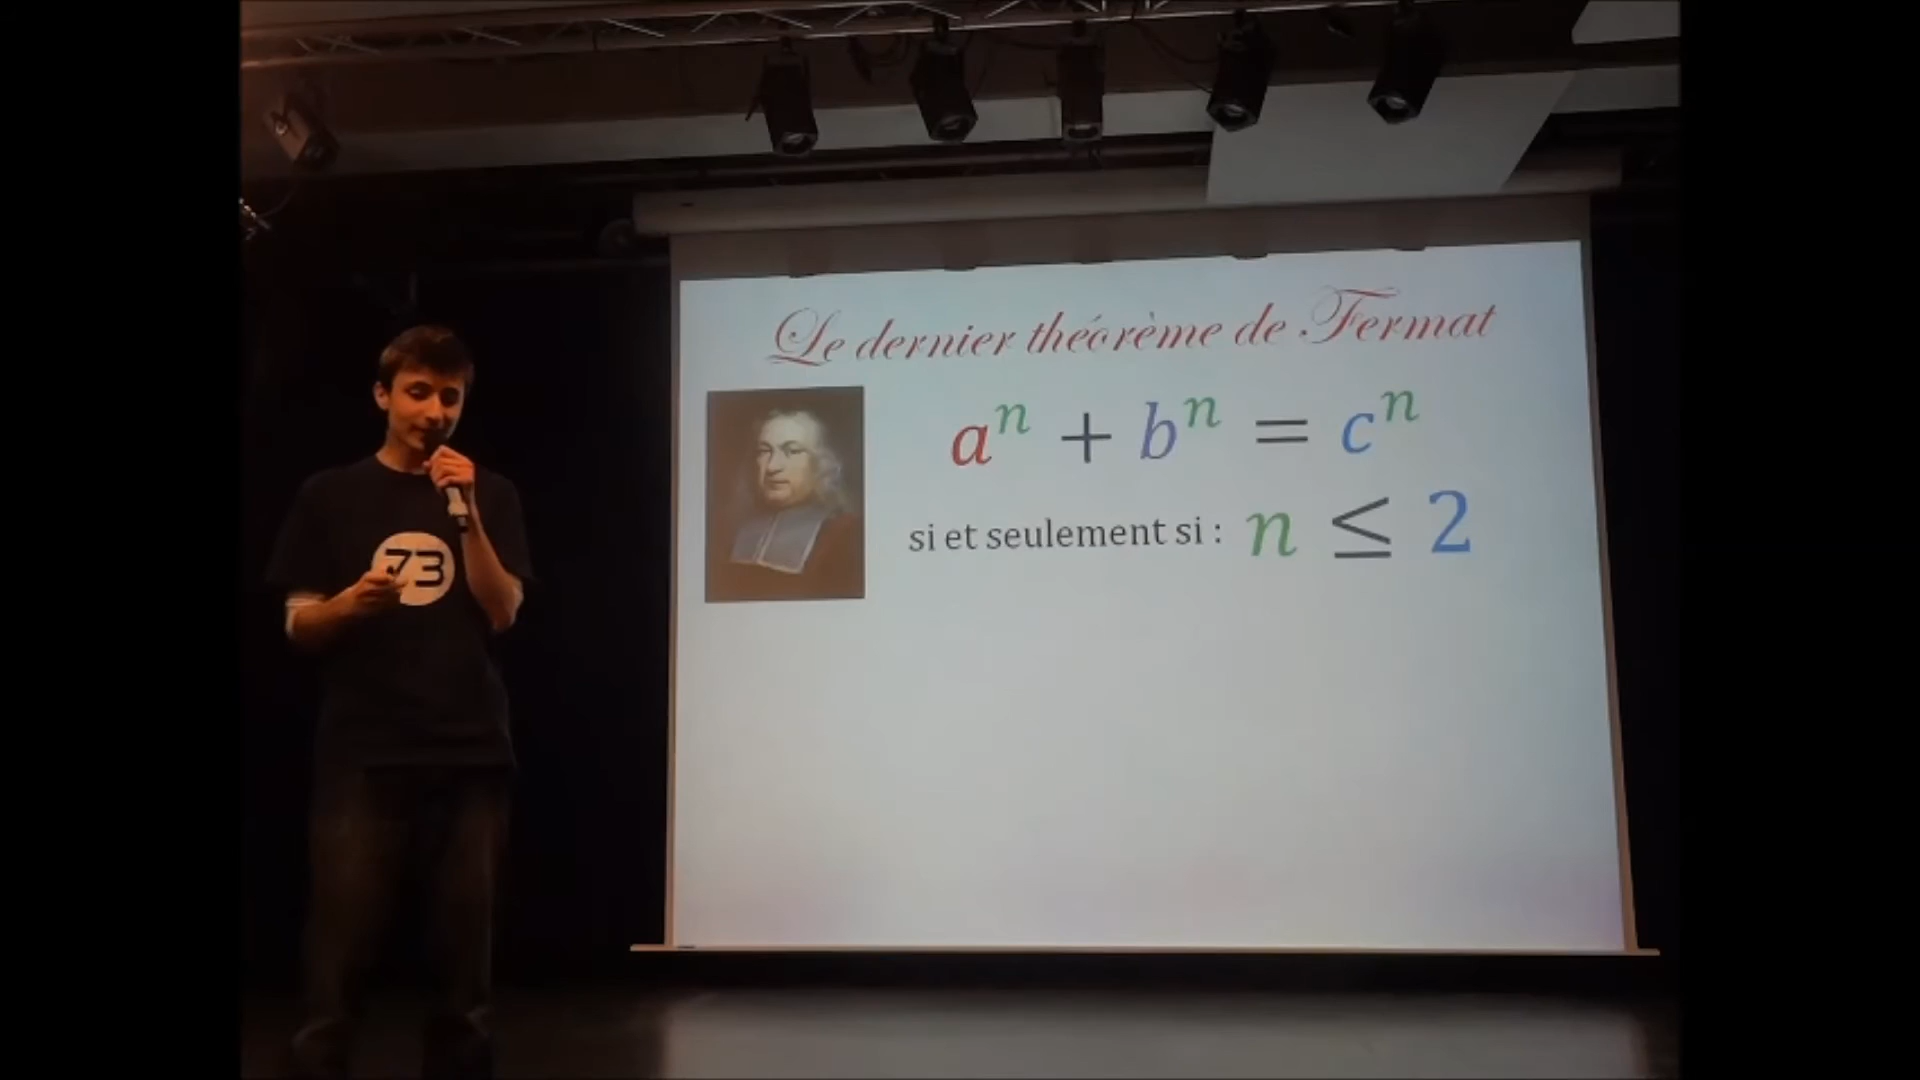 Le dernier théorème de Fermat
aⁿ + bⁿ = cⁿ
si et seulement si : n ≤ 2
73